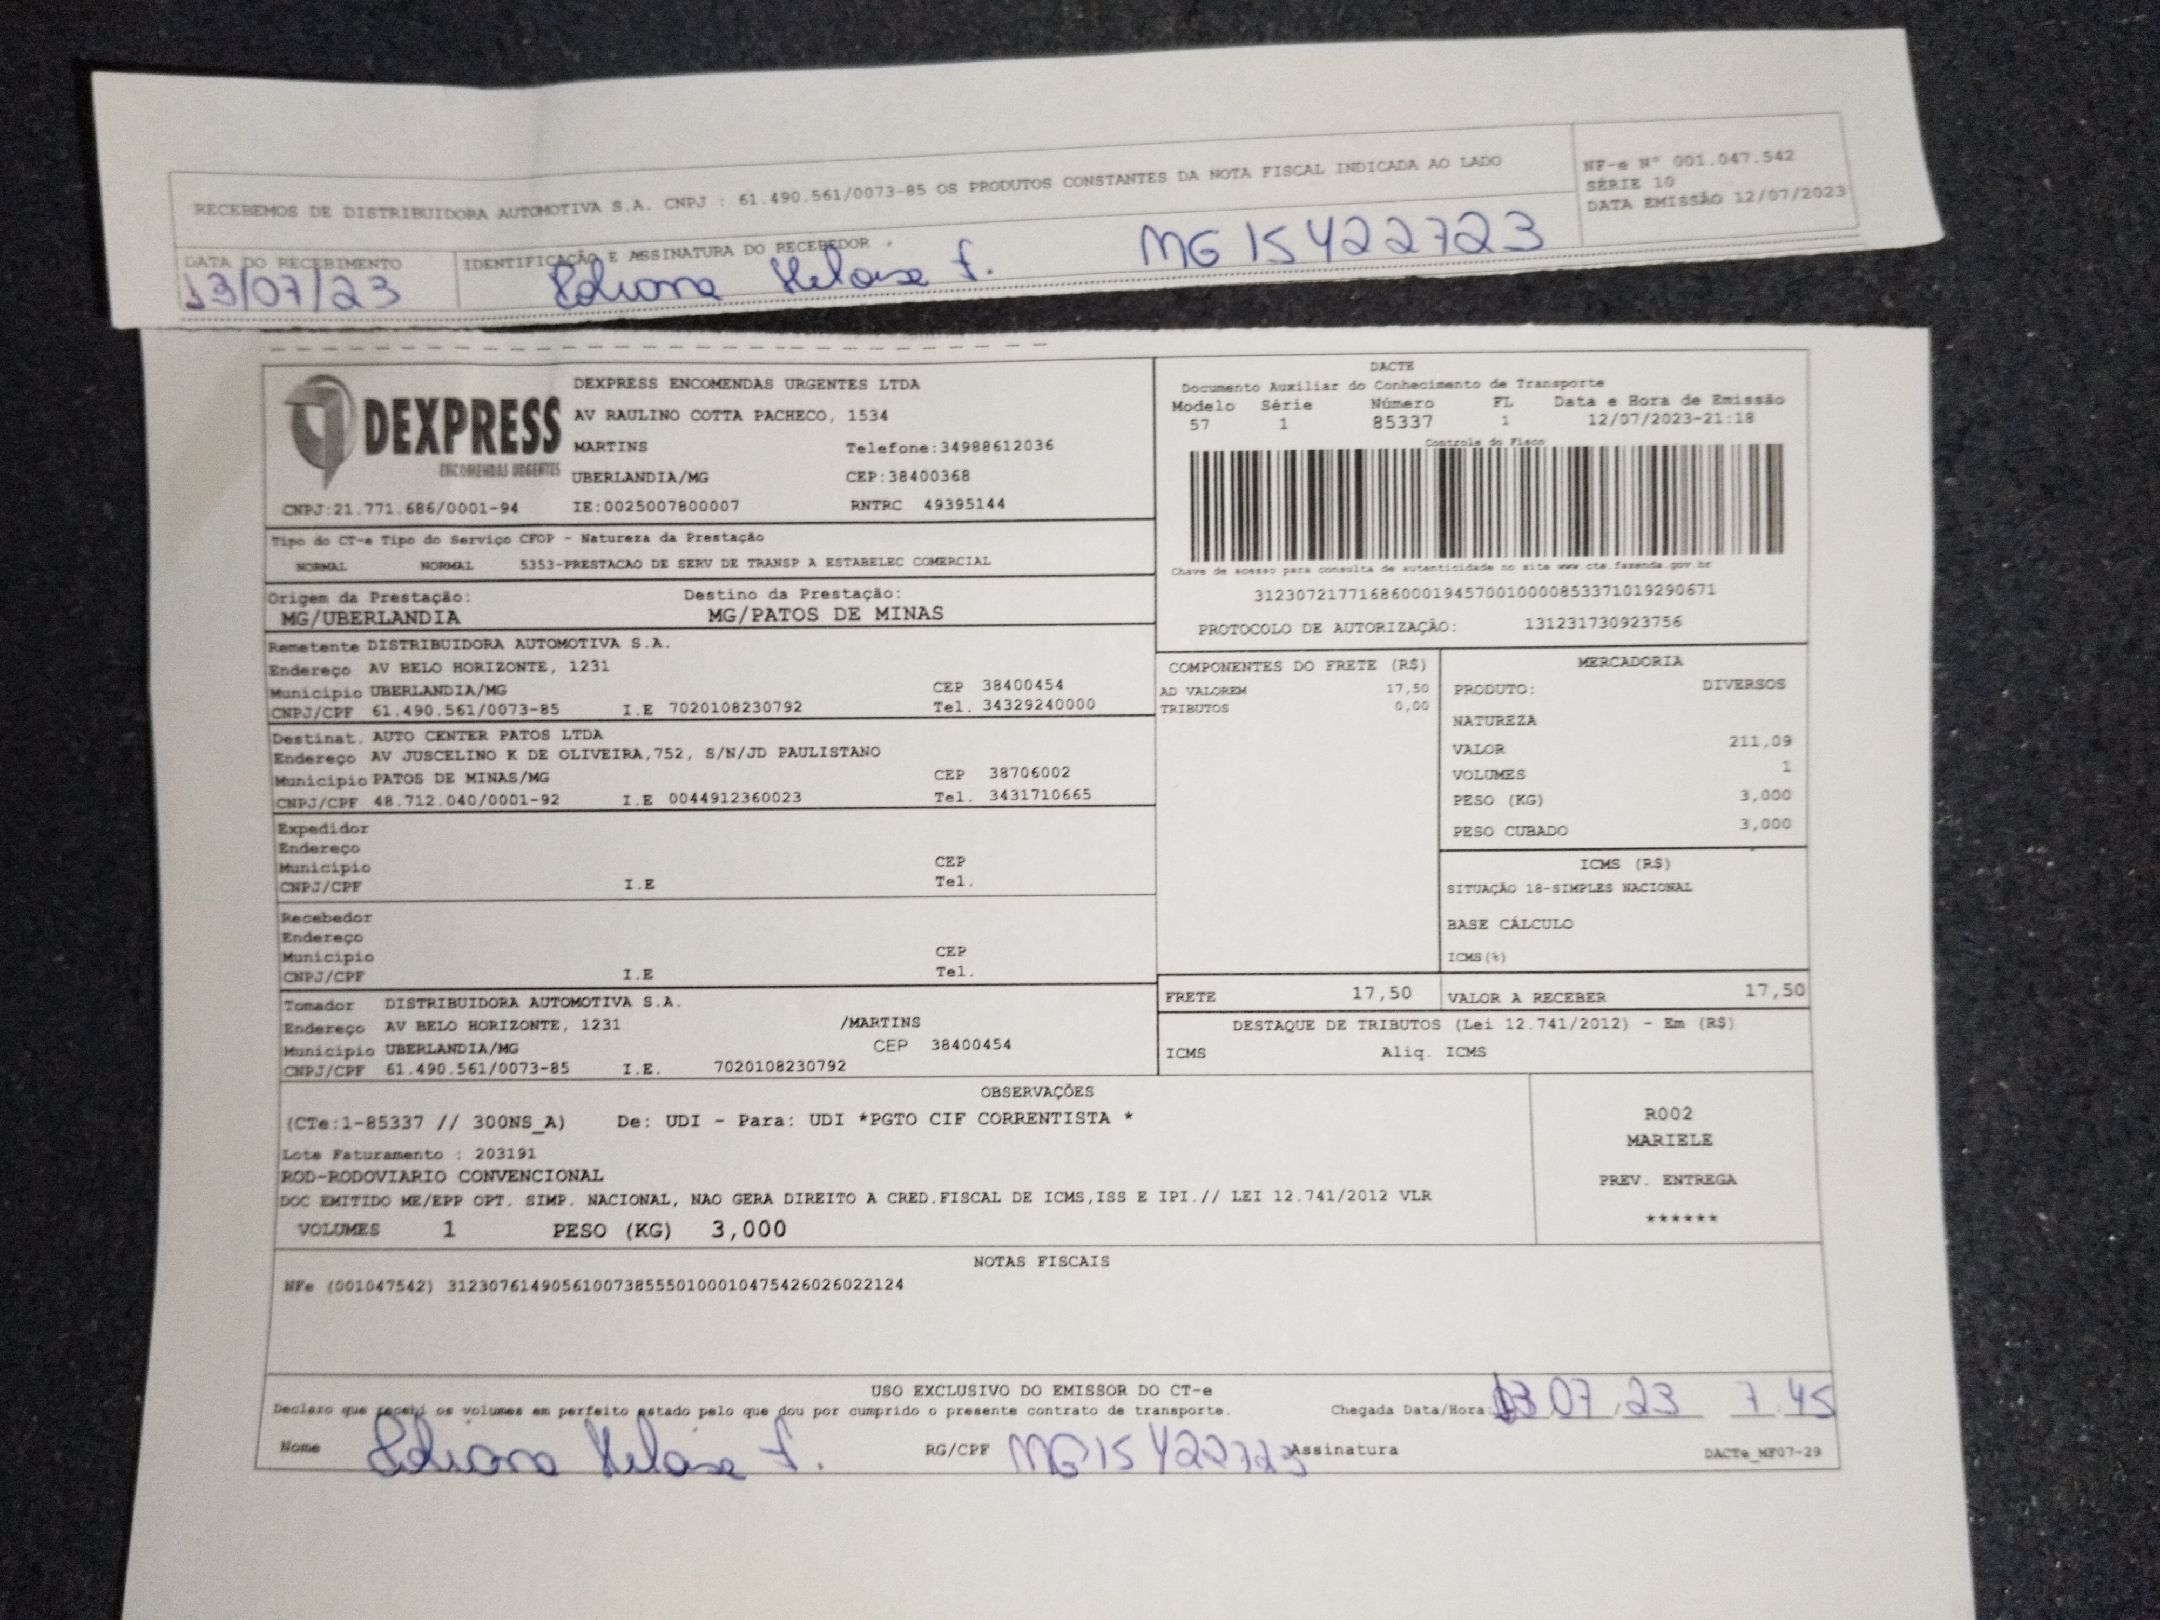 RECEBEMOS DE DISTRIBUIDORA AUTOMOTIVA S.A. CNPJ : 61.490.561/0073-85 OS PRODUTOS CONSTANTES DA NOTA FISCAL INDICADA AO LADO
NF-e Nº 001.047.542
SÉRIE 10
DATA EMISSÃO 12/07/2023
DATA DO RECEBIMENTO
13/07/23
IDENTIFICAÇÃO E ASSINATURA DO RECEBEDOR
MG 15422723
DEXPRESS
ENCOMENDAS URGENTES
CNPJ:21.771.686/0001-94
DEXPRESS ENCOMENDAS URGENTES LTDA
AV RAULINO COTTA PACHECO, 1534
MARTINS Telefone:34988612036
UBERLANDIA/MG CEP:38400368
IE:0025007800007 RNTRC 49395144
DACTE
Documento Auxiliar do Conhecimento de Transporte
Modelo Série Número FL Data e Hora de Emissão
57 1 85337 1 12/07/2023-21:18
Controle do Fisco
Chave de acesso para consulta de autenticidade no site www.cte.fazenda.gov.br
31230721771686000194570010000853371019290671
PROTOCOLO DE AUTORIZAÇÃO: 131231730923756
Tipo do CT-e Tipo do Serviço CFOP - Natureza da Prestação
NORMAL NORMAL 5353-PRESTACAO DE SERV DE TRANSP A ESTABELEC COMERCIAL
Origem da Prestação: Destino da Prestação:
MG/UBERLANDIA MG/PATOS DE MINAS
Remetente DISTRIBUIDORA AUTOMOTIVA S.A.
Endereço AV BELO HORIZONTE, 1231
Municipio UBERLANDIA/MG CEP 38400454
CNPJ/CPF 61.490.561/0073-85 I.E 7020108230792 Tel. 34329240000
Destinat. AUTO CENTER PATOS LTDA
Endereço AV JUSCELINO K DE OLIVEIRA,752, S/N/JD PAULISTANO
Municipio PATOS DE MINAS/MG CEP 38706002
CNPJ/CPF 48.712.040/0001-92 I.E 0044912360023 Tel. 3431710665
Expedidor
Endereço
Municipio CEP
CNPJ/CPF I.E Tel.
Recebedor
Endereço
Municipio CEP
CNPJ/CPF I.E Tel.
Tomador DISTRIBUIDORA AUTOMOTIVA S.A.
Endereço AV BELO HORIZONTE, 1231 /MARTINS
Municipio UBERLANDIA/MG CEP 38400454
CNPJ/CPF 61.490.561/0073-85 I.E. 7020108230792
COMPONENTES DO FRETE (R$)
AD VALOREM 17,50
TRIBUTOS 0,00
MERCADORIA
PRODUTO: DIVERSOS
NATUREZA
VALOR 211,09
VOLUMES 1
PESO (KG) 3,000
PESO CUBADO 3,000
ICMS (R$)
SITUAÇÃO 18-SIMPLES NACIONAL
BASE CÁLCULO
ICMS(%)
FRETE 17,50 VALOR A RECEBER 17,50
DESTAQUE DE TRIBUTOS (Lei 12.741/2012) - Em (R$)
ICMS Aliq. ICMS
OBSERVAÇÕES
(CTe:1-85337 // 300NS_A) De: UDI - Para: UDI *PGTO CIF CORRENTISTA *
Lote Faturamento : 203191
ROD-RODOVIARIO CONVENCIONAL
DOC EMITIDO ME/EPP OPT. SIMP. NACIONAL, NAO GERA DIREITO A CRED.FISCAL DE ICMS,ISS E IPI.// LEI 12.741/2012 VLR
VOLUMES 1 PESO (KG) 3,000
R002
MARIELE
PREV. ENTREGA
******
NOTAS FISCAIS
NFe (001047542) 31230761490561007385550100010475426026022124
USO EXCLUSIVO DO EMISSOR DO CT-e
Declaro que recebi os volumes em perfeito estado pelo que dou por cumprido o presente contrato de transporte. Chegada Data/Hora: 13 07 23 7:45
Nome RG/CPF MG15422723 Assinatura DACTe_MF07-29